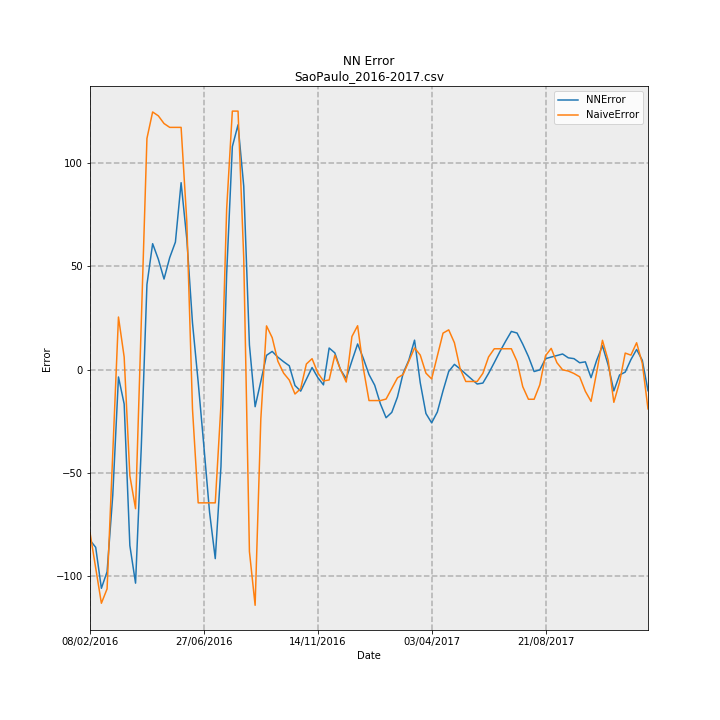 NN Error
SaoPaulo_2016-2017.csv
NNError
NaiveError
Error
100
50
0
−50
−100
08/02/2016 27/06/2016 14/11/2016 03/04/2017 21/08/2017
Date